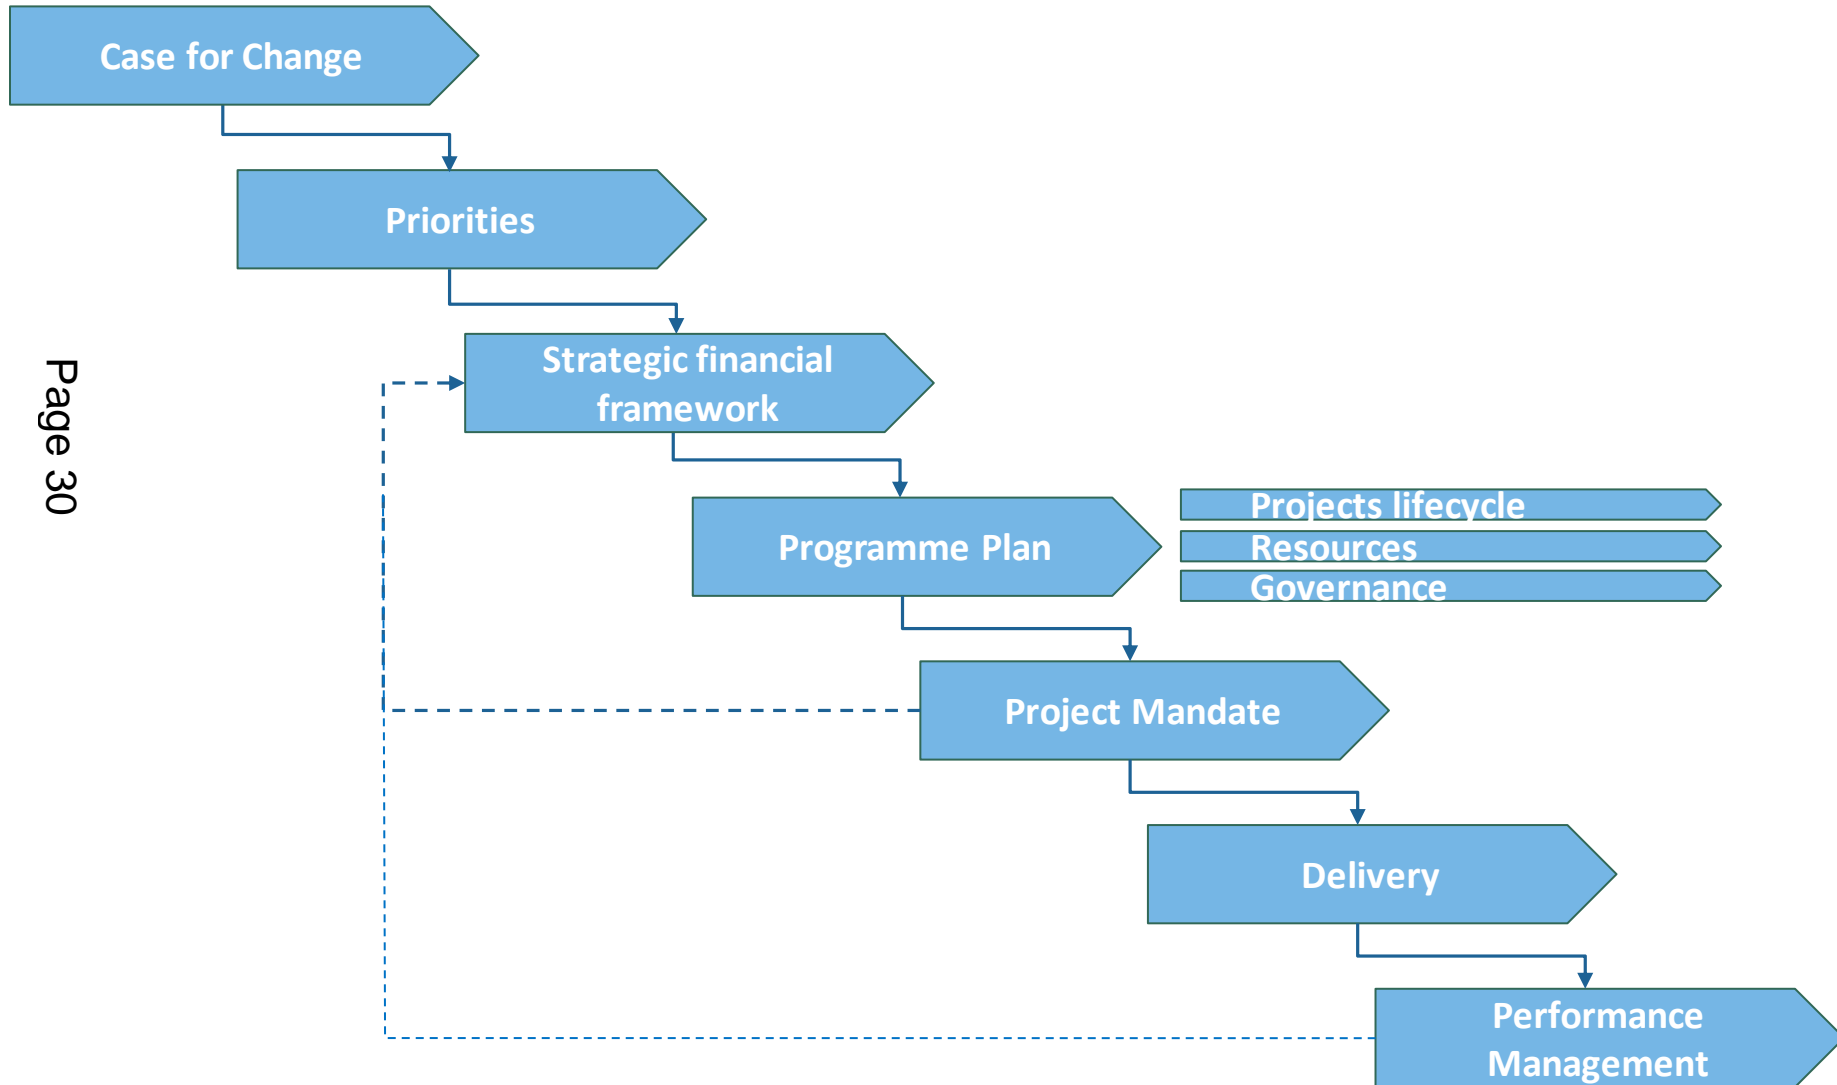 Case for Change
Priorities
Strategic financial
framework
Page 30
Programme Plan
Projects lifecycle
Resources
Governance
Project Mandate
Delivery
Performance
Management